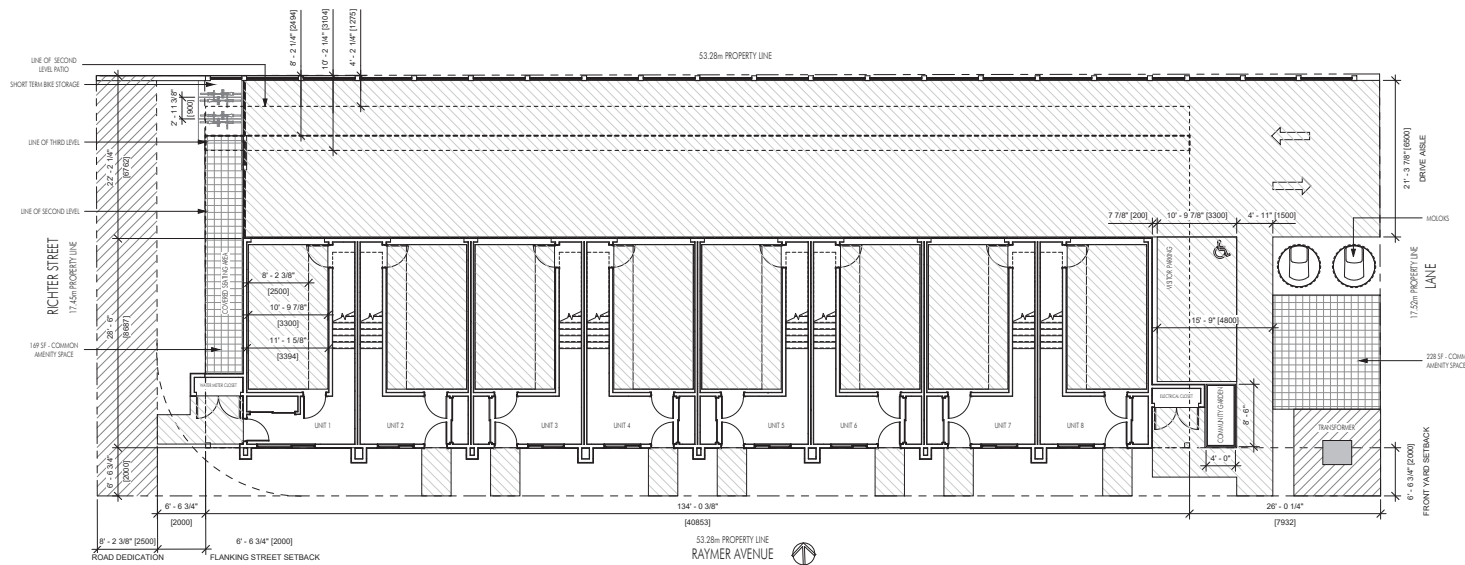 8' - 2 1/4" [2494]
10' - 2 1/4" [3104]
4' - 2 1/4" [1275]
53.28m PROPERTY LINE
LINE OF SECOND
LEVEL PATIO
SHORT TERM BIKE STORAGE
2' - 11 3/8"
[900]
LINE OF THIRD LEVEL
22' - 2 1/4"
[6762]
LINE OF SECOND LEVEL
RICHTER STREET
17.45m PROPERTY LINE
COVERED SEATING AREA
28' - 6"
[8687]
169 SF - COMMON
AMENITY SPACE
WATER METER CLOSET
6' - 6 3/4"
[2000]
8' - 2 3/8"
[2500]
10' - 9 7/8"
[3300]
11' - 1 5/8"
[3394]
UNIT 1
UNIT 2
UNIT 3
UNIT 4
UNIT 5
UNIT 6
UNIT 7
UNIT 8
7 7/8" [200]
10' - 9 7/8" [3300]
4' - 11" [1500]
21' - 3 7/8" [6500]
DRIVE AISLE
MOLOKS
VISITOR PARKING
15' - 9" [4800]
17.52m PROPERTY LINE
LANE
228 SF - COMM
AMENITY SPACE
ELECTRICAL CLOSET
COMMUNITY GARDEN
8' - 6"
4' - 0"
TRANSFORMER
6' - 6 3/4" [2000]
FRONT YARD SETBACK
6' - 6 3/4"
[2000]
134' - 0 3/8"
[40853]
26' - 0 1/4"
[7932]
8' - 2 3/8" [2500]
ROAD DEDICATION
6' - 6 3/4" [2000]
FLANKING STREET SETBACK
53.28m PROPERTY LINE
RAYMER AVENUE